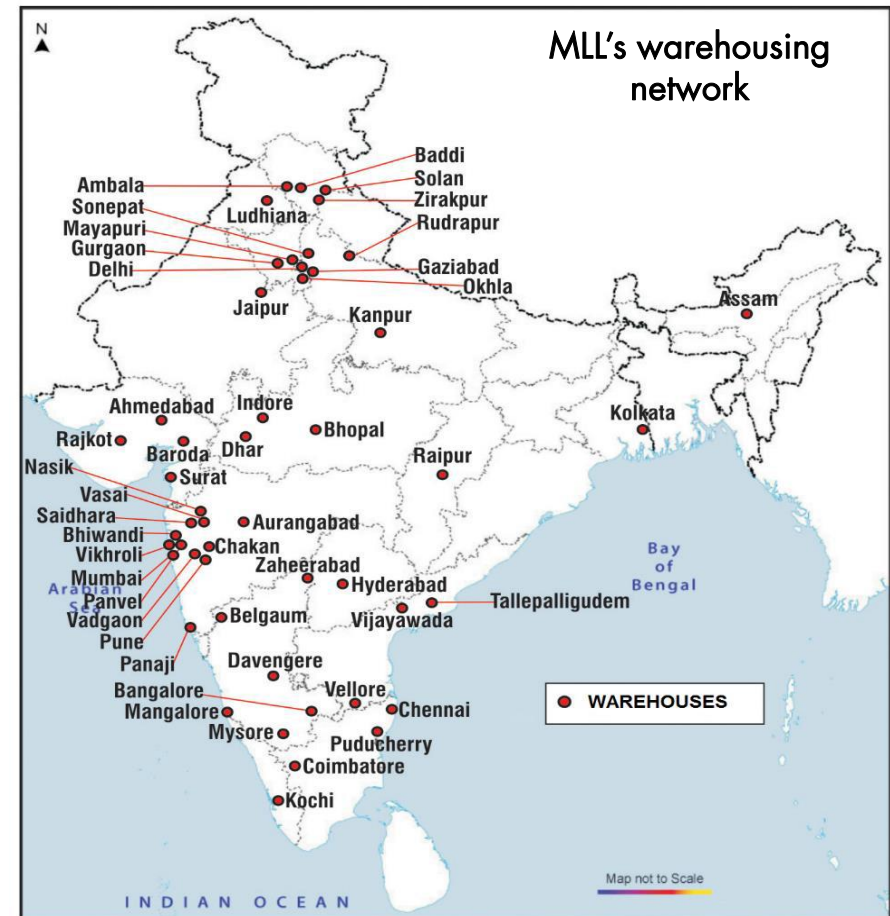 N
MLL's warehousing
network
Baddi
Ambala
Solan
Sonepat
Ludhiana
Zirakpur
Mayapuri
Rudrapur
Gurgaon
Delhi
Gaziabad
Okhla
Jaipur
Kanpur
Assam
Ahmedabad
Indore
Kolkata
Rajkot
Baroda
Dhar
Bhopal
Raipur
Nasik
Surat
Vasai
Saidhara
Aurangabad
Bhiwandi
Vikhroli
Chakan
Zaheerabad
Mumbai
Hyderabad
Arabian
Sea
Panvel
Bay
of
Bengal
Vadgaon
Belgaum
Vijayawada
Tallepalligudem
Pune
Panaji
Davengere
Bangalore
Vellore
Mangalore
Chennai
WAREHOUSES
Mysore
Puducherry
Coimbatore
Kochi
Map not to Scale
INDIAN OCEAN